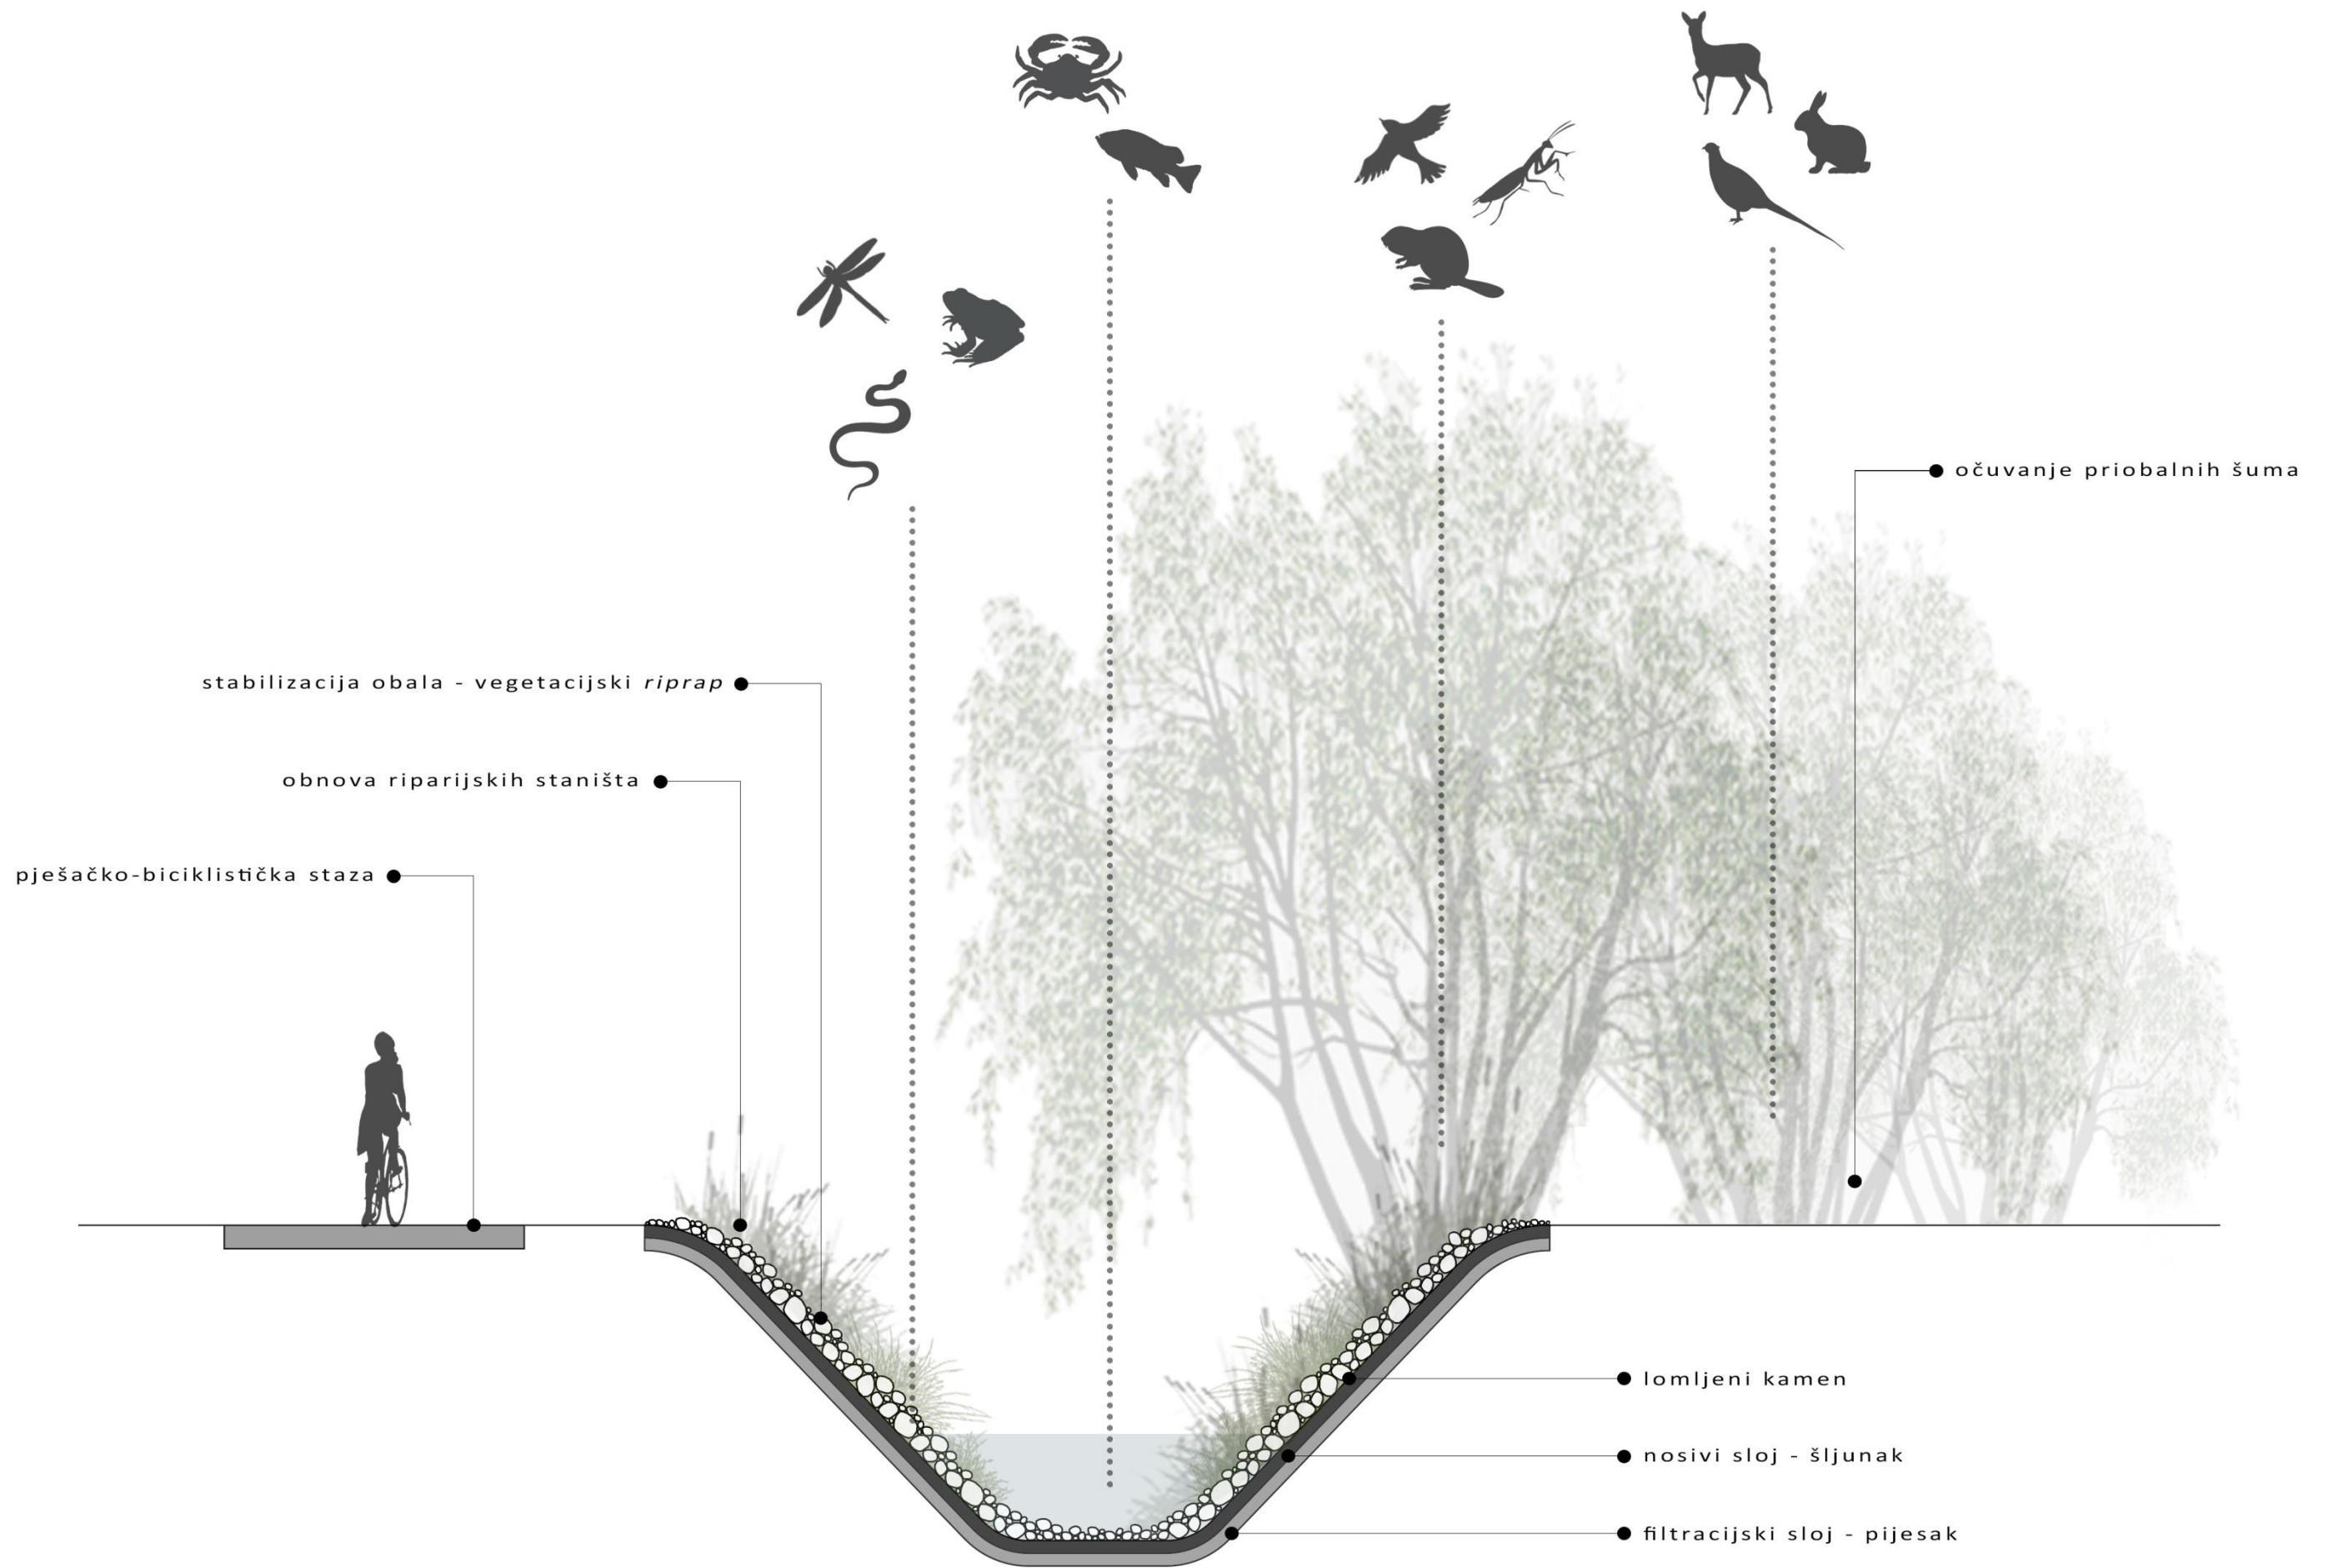 očuvanje priobalnih šuma
stabilizacija obala - vegetacijski riprap
obnova riparijskih staništa
pješačko-biciklistička staza
lomljeni kamen
nosivi sloj - šljunak
filtracijski sloj - pijesak